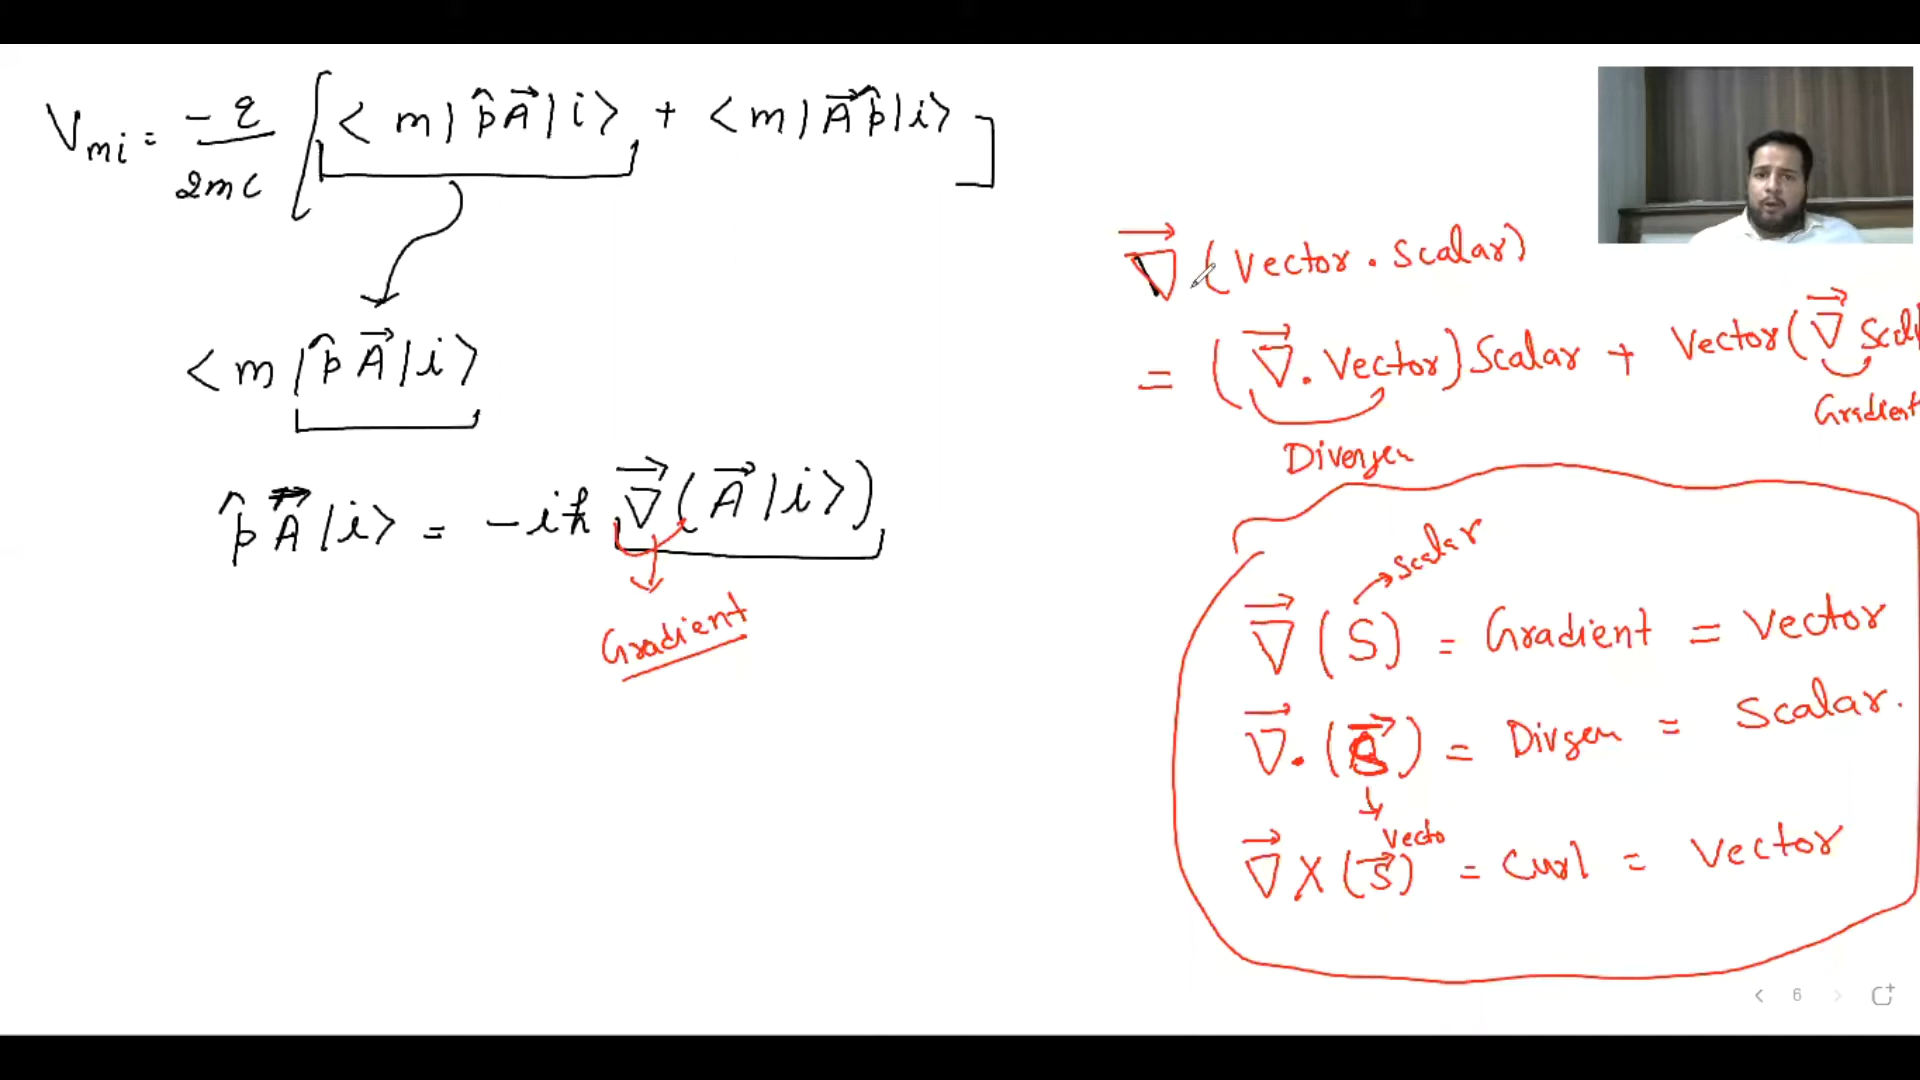 V_mi = -q/2mc [<m|p̂A⃗|i> + <m|A⃗p̂|i>]
<m|p̂A⃗|i>
p̂A⃗|i> = -iħ ∇⃗(A⃗|i>)
Gradient
∇⃗(Vector . Scalar)
= (∇⃗. Vector) Scalar + Vector(∇⃗
Divergen
Gradient
Scalar
∇⃗(S) = Gradient = Vector
∇⃗.(S⃗) = Divgen = Scalar.
Vecto
∇⃗ X (S⃗) = Curl = Vector
6